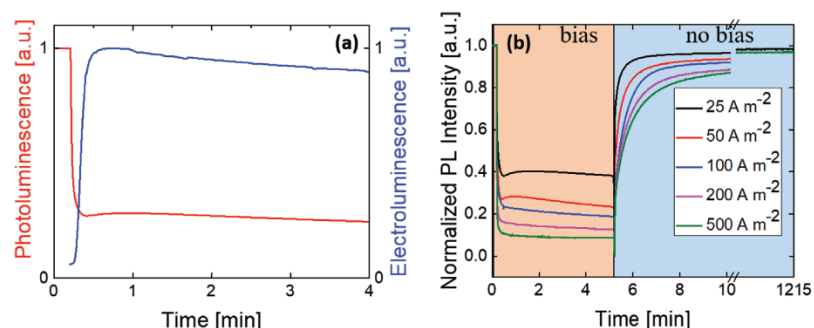 (a)
Photoluminescence [a.u.]
1
0
Electroluminescence [a.u.]
1
0
0 1 2 3 4
Time [min]
(b)
bias
no bias
Normalized PL Intensity [a.u.]
1.0
0.8
0.6
0.4
0.2
0.0
25 A m⁻²
50 A m⁻²
100 A m⁻²
200 A m⁻²
500 A m⁻²
0 2 4 6 8 10 1215
Time [min]